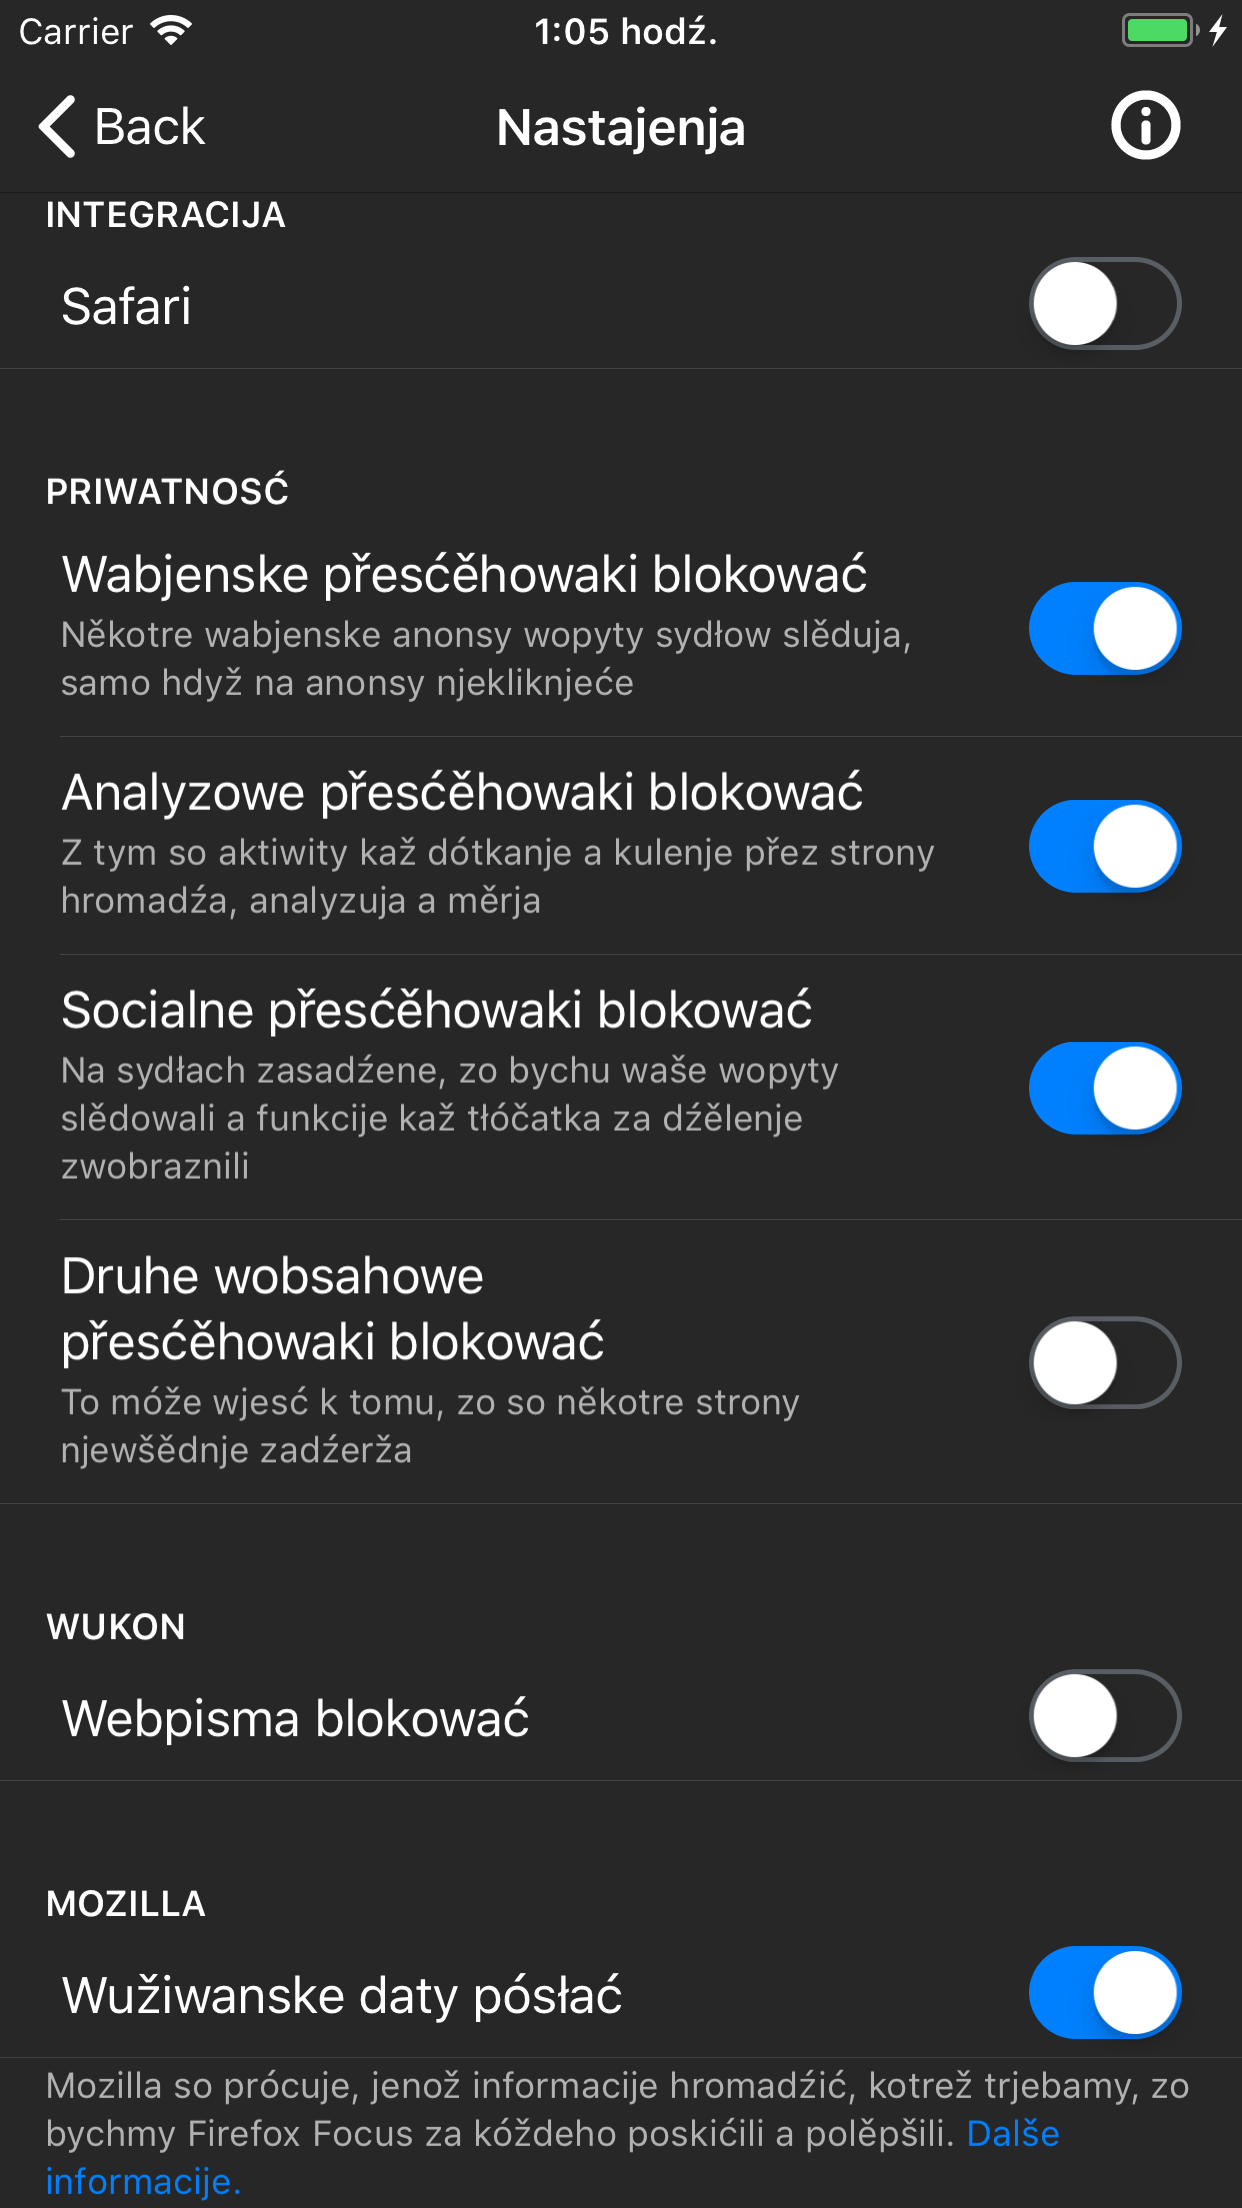 Carrier 1:05 hodź.
Back Nastajenja
INTEGRACIJA
Safari
PRIWATNOSĆ
Wabjenske přesćěhowaki blokować
Někotre wabjenske anonsy wopyty sydłow slěduja,
samo hdyž na anonsy njekliknjeće
Analyzowe přesćěhowaki blokować
Z tym so aktiwity kaž dótkanje a kulenje přez strony
hromadźa, analyzuja a měrja
Socialne přesćěhowaki blokować
Na sydłach zasadźene, zo bychu waše wopyty
slědowali a funkcije kaž tłóčatka za dźělenje
zwobraznili
Druhe wobsahowe
přesćěhowaki blokować
To móže wjesć k tomu, zo so někotre strony
njewšědnje zadźerža
WUKON
Webpisma blokować
MOZILLA
Wužiwanske daty pósłać
Mozilla so prócuje, jenož informacije hromadźić, kotrež trjebamy, zo
bychmy Firefox Focus za kóždeho poskićili a polěpšili. Dalše
informacije.